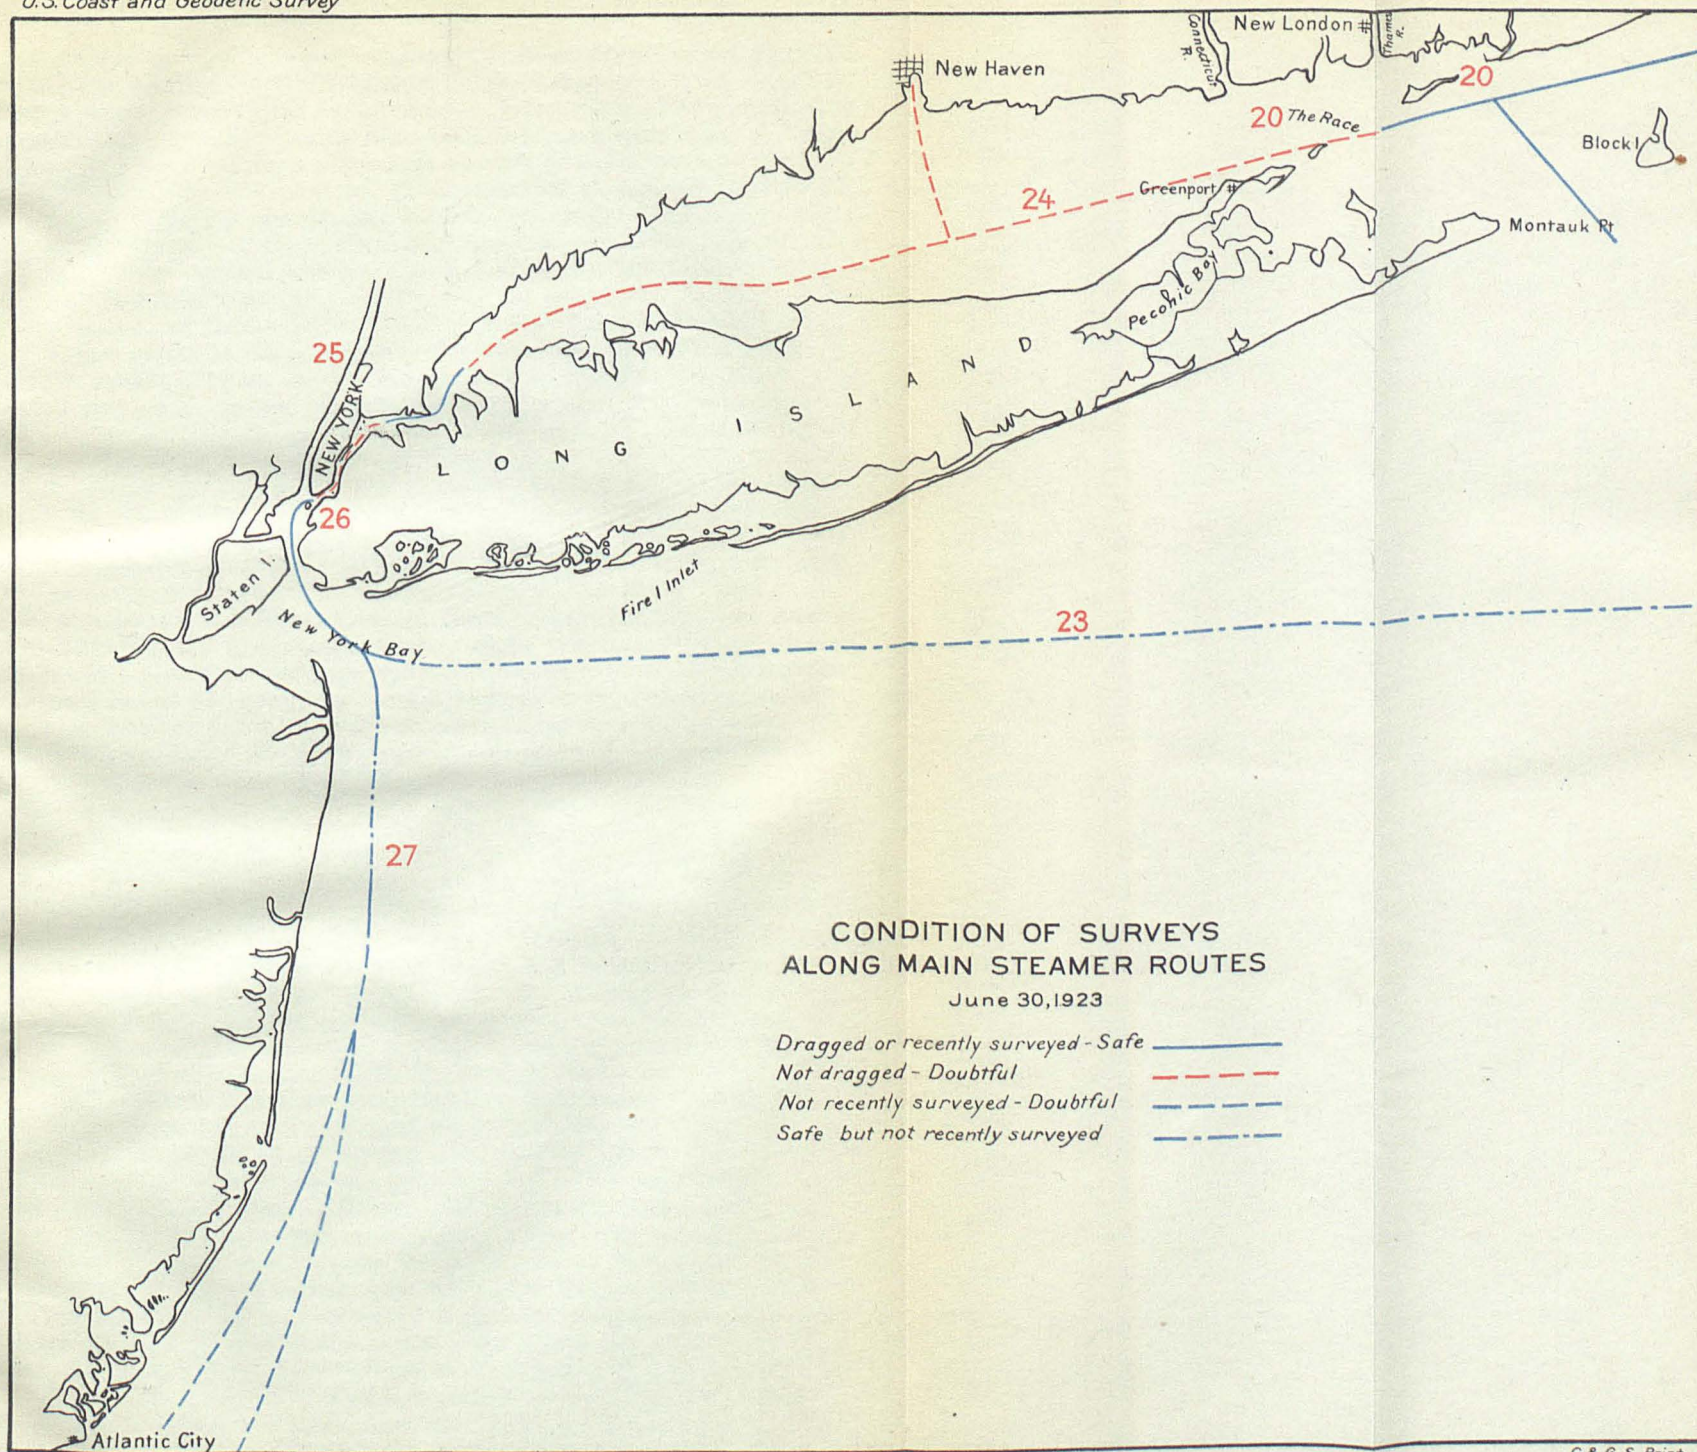 U.S. Coast and Geodetic Survey
Connecticut R.
New London
Thames R.
New Haven
20
20 The Race
Block I
24
Greenport
Montauk Pt
Peconic Bay
25
NEW YORK
LONG ISLAND
26
Staten I.
Fire I Inlet
New York Bay
23
27
CONDITION OF SURVEYS
ALONG MAIN STEAMER ROUTES
June 30, 1923
Dragged or recently surveyed - Safe
Not dragged - Doubtful
Not recently surveyed - Doubtful
Safe but not recently surveyed
Atlantic City